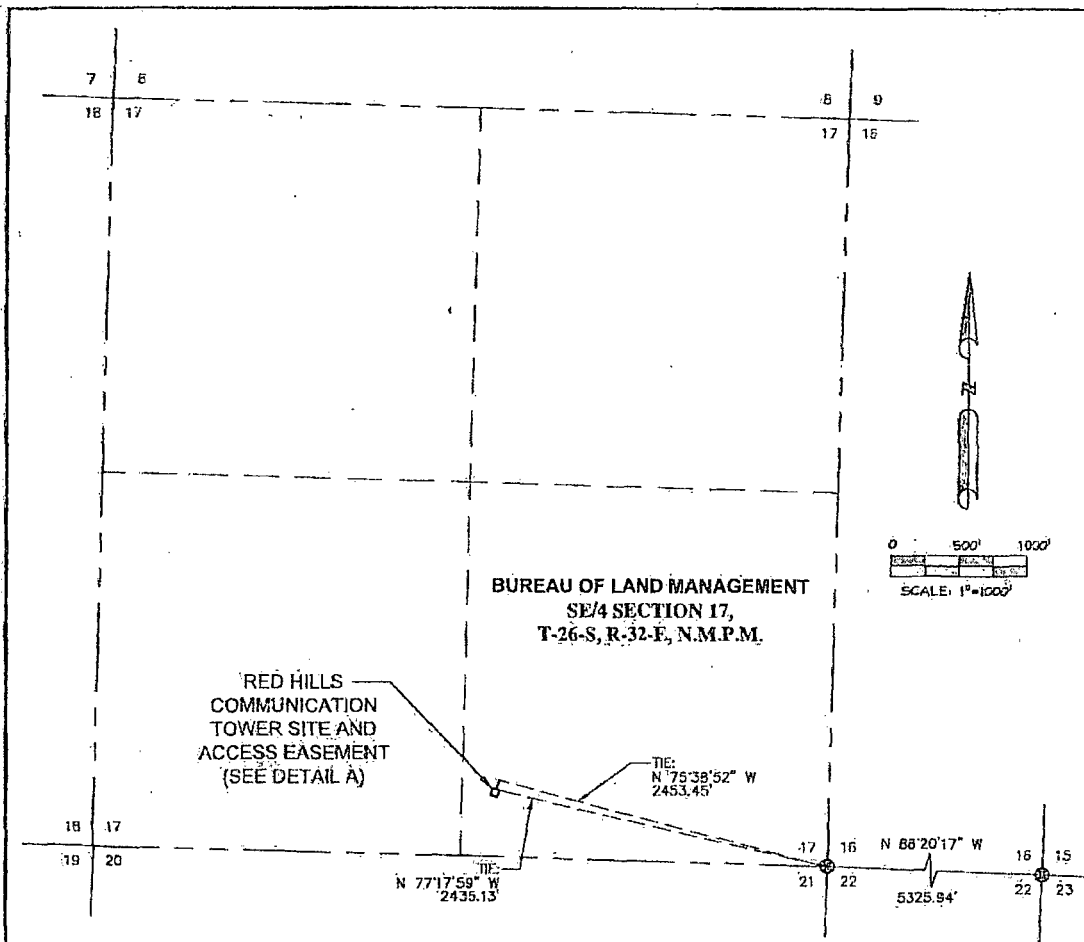 7 8
18 17
8 9
17 16
N
0 500' 1000'
SCALE: 1"=1000'
BUREAU OF LAND MANAGEMENT
SE/4 SECTION 17,
T-26-S, R-32-E, N.M.P.M.
RED HILLS
COMMUNICATION
TOWER SITE AND
ACCESS EASEMENT
(SEE DETAIL A)
TIE:
N 75°38'52" W
2453.45'
18 17
19 20
TIE:
N 77°17'59" W
2435.13'
17 16
21 22
N 88°20'17" W
5325.94'
16 15
22 23